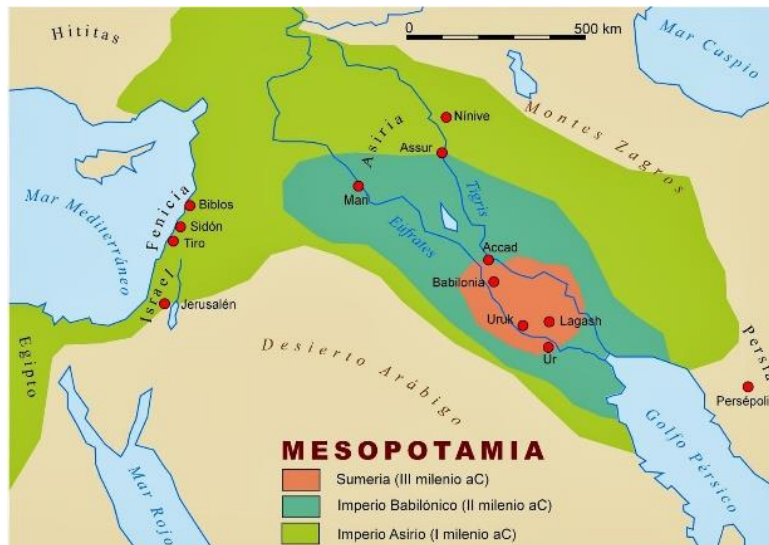 Hititas
0 500 km
Mar Caspio
Montes Zagros
Nínive
Asiria
Assur
Mari
Tigris
Eufrates
Biblos
Fenicia
Sidón
Tiro
Mar Mediterráneo
Accad
Babilonia
Israel
Jerusalén
Uruk
Lagash
Ur
Egipto
Desierto Arábigo
Persia
Persépoli
Golfo Pérsico
Mar Rojo
MESOPOTAMIA
Sumeria (III milenio aC)
Imperio Babilónico (II milenio aC)
Imperio Asirio (I milenio aC)